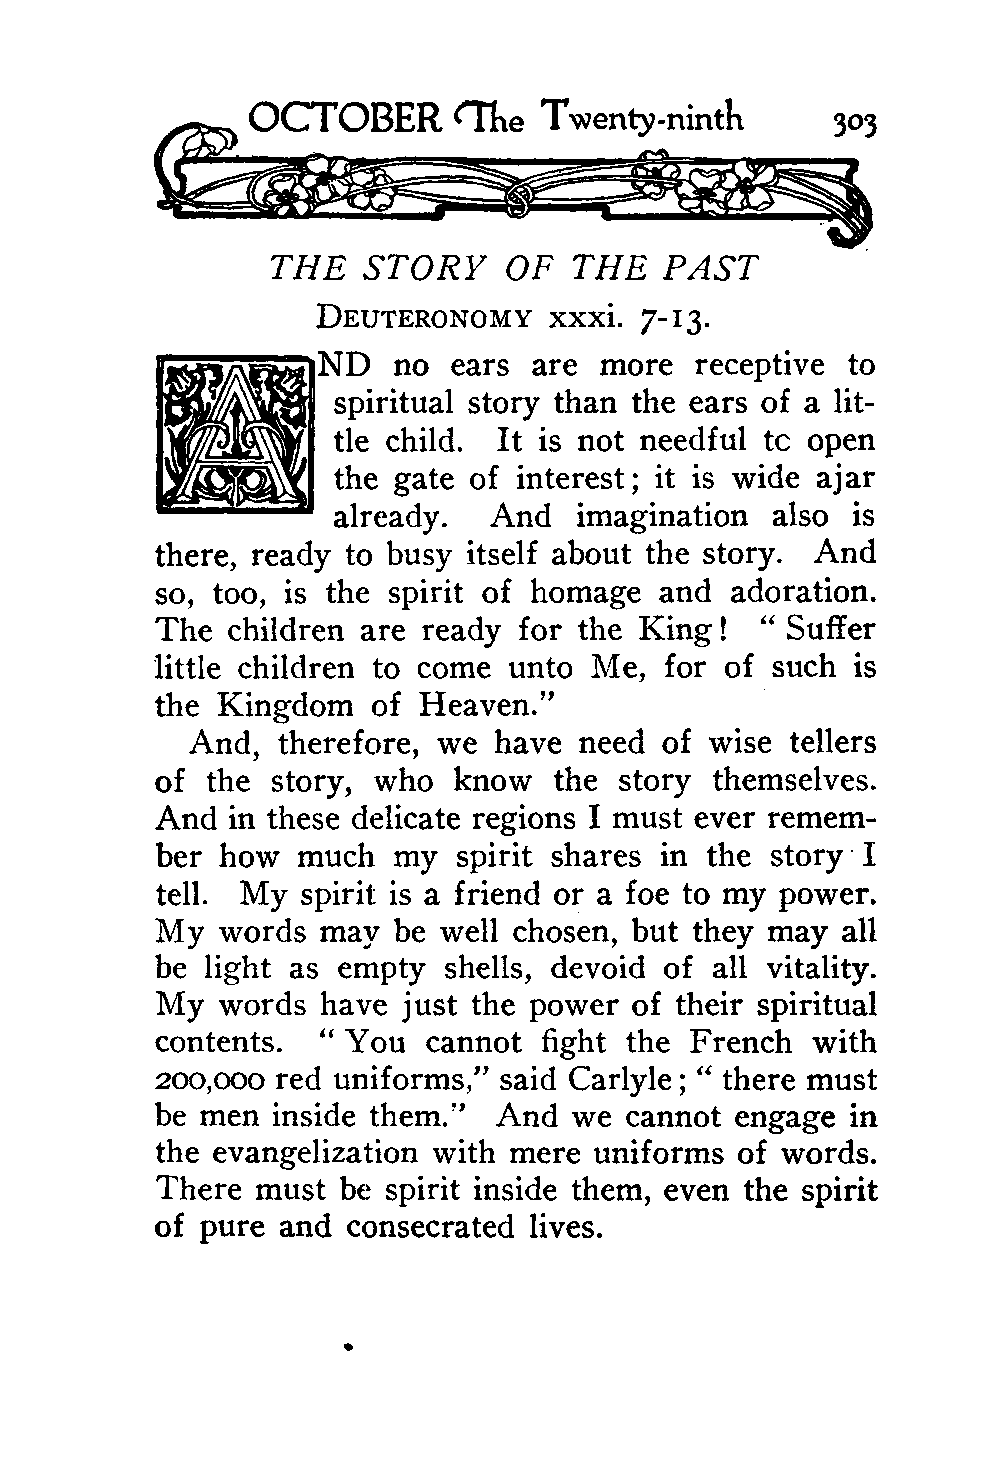 OCTOBER The Twenty-ninth 303
THE STORY OF THE PAST
DEUTERONOMY xxxi. 7-13.
AND no ears are more receptive to
spiritual story than the ears of a lit-
tle child. It is not needful tc open
the gate of interest; it is wide ajar
already. And imagination also is
there, ready to busy itself about the story. And
so, too, is the spirit of homage and adoration.
The children are ready for the King! “Suffer
little children to come unto Me, for of such is
the Kingdom of Heaven.”
And, therefore, we have need of wise tellers
of the story, who know the story themselves.
And in these delicate regions I must ever remem-
ber how much my spirit shares in the story I
tell. My spirit is a friend or a foe to my power.
My words may be well chosen, but they may all
be light as empty shells, devoid of all vitality.
My words have just the power of their spiritual
contents. “You cannot fight the French with
200,000 red uniforms,” said Carlyle; “there must
be men inside them.” And we cannot engage in
the evangelization with mere uniforms of words.
There must be spirit inside them, even the spirit
of pure and consecrated lives.